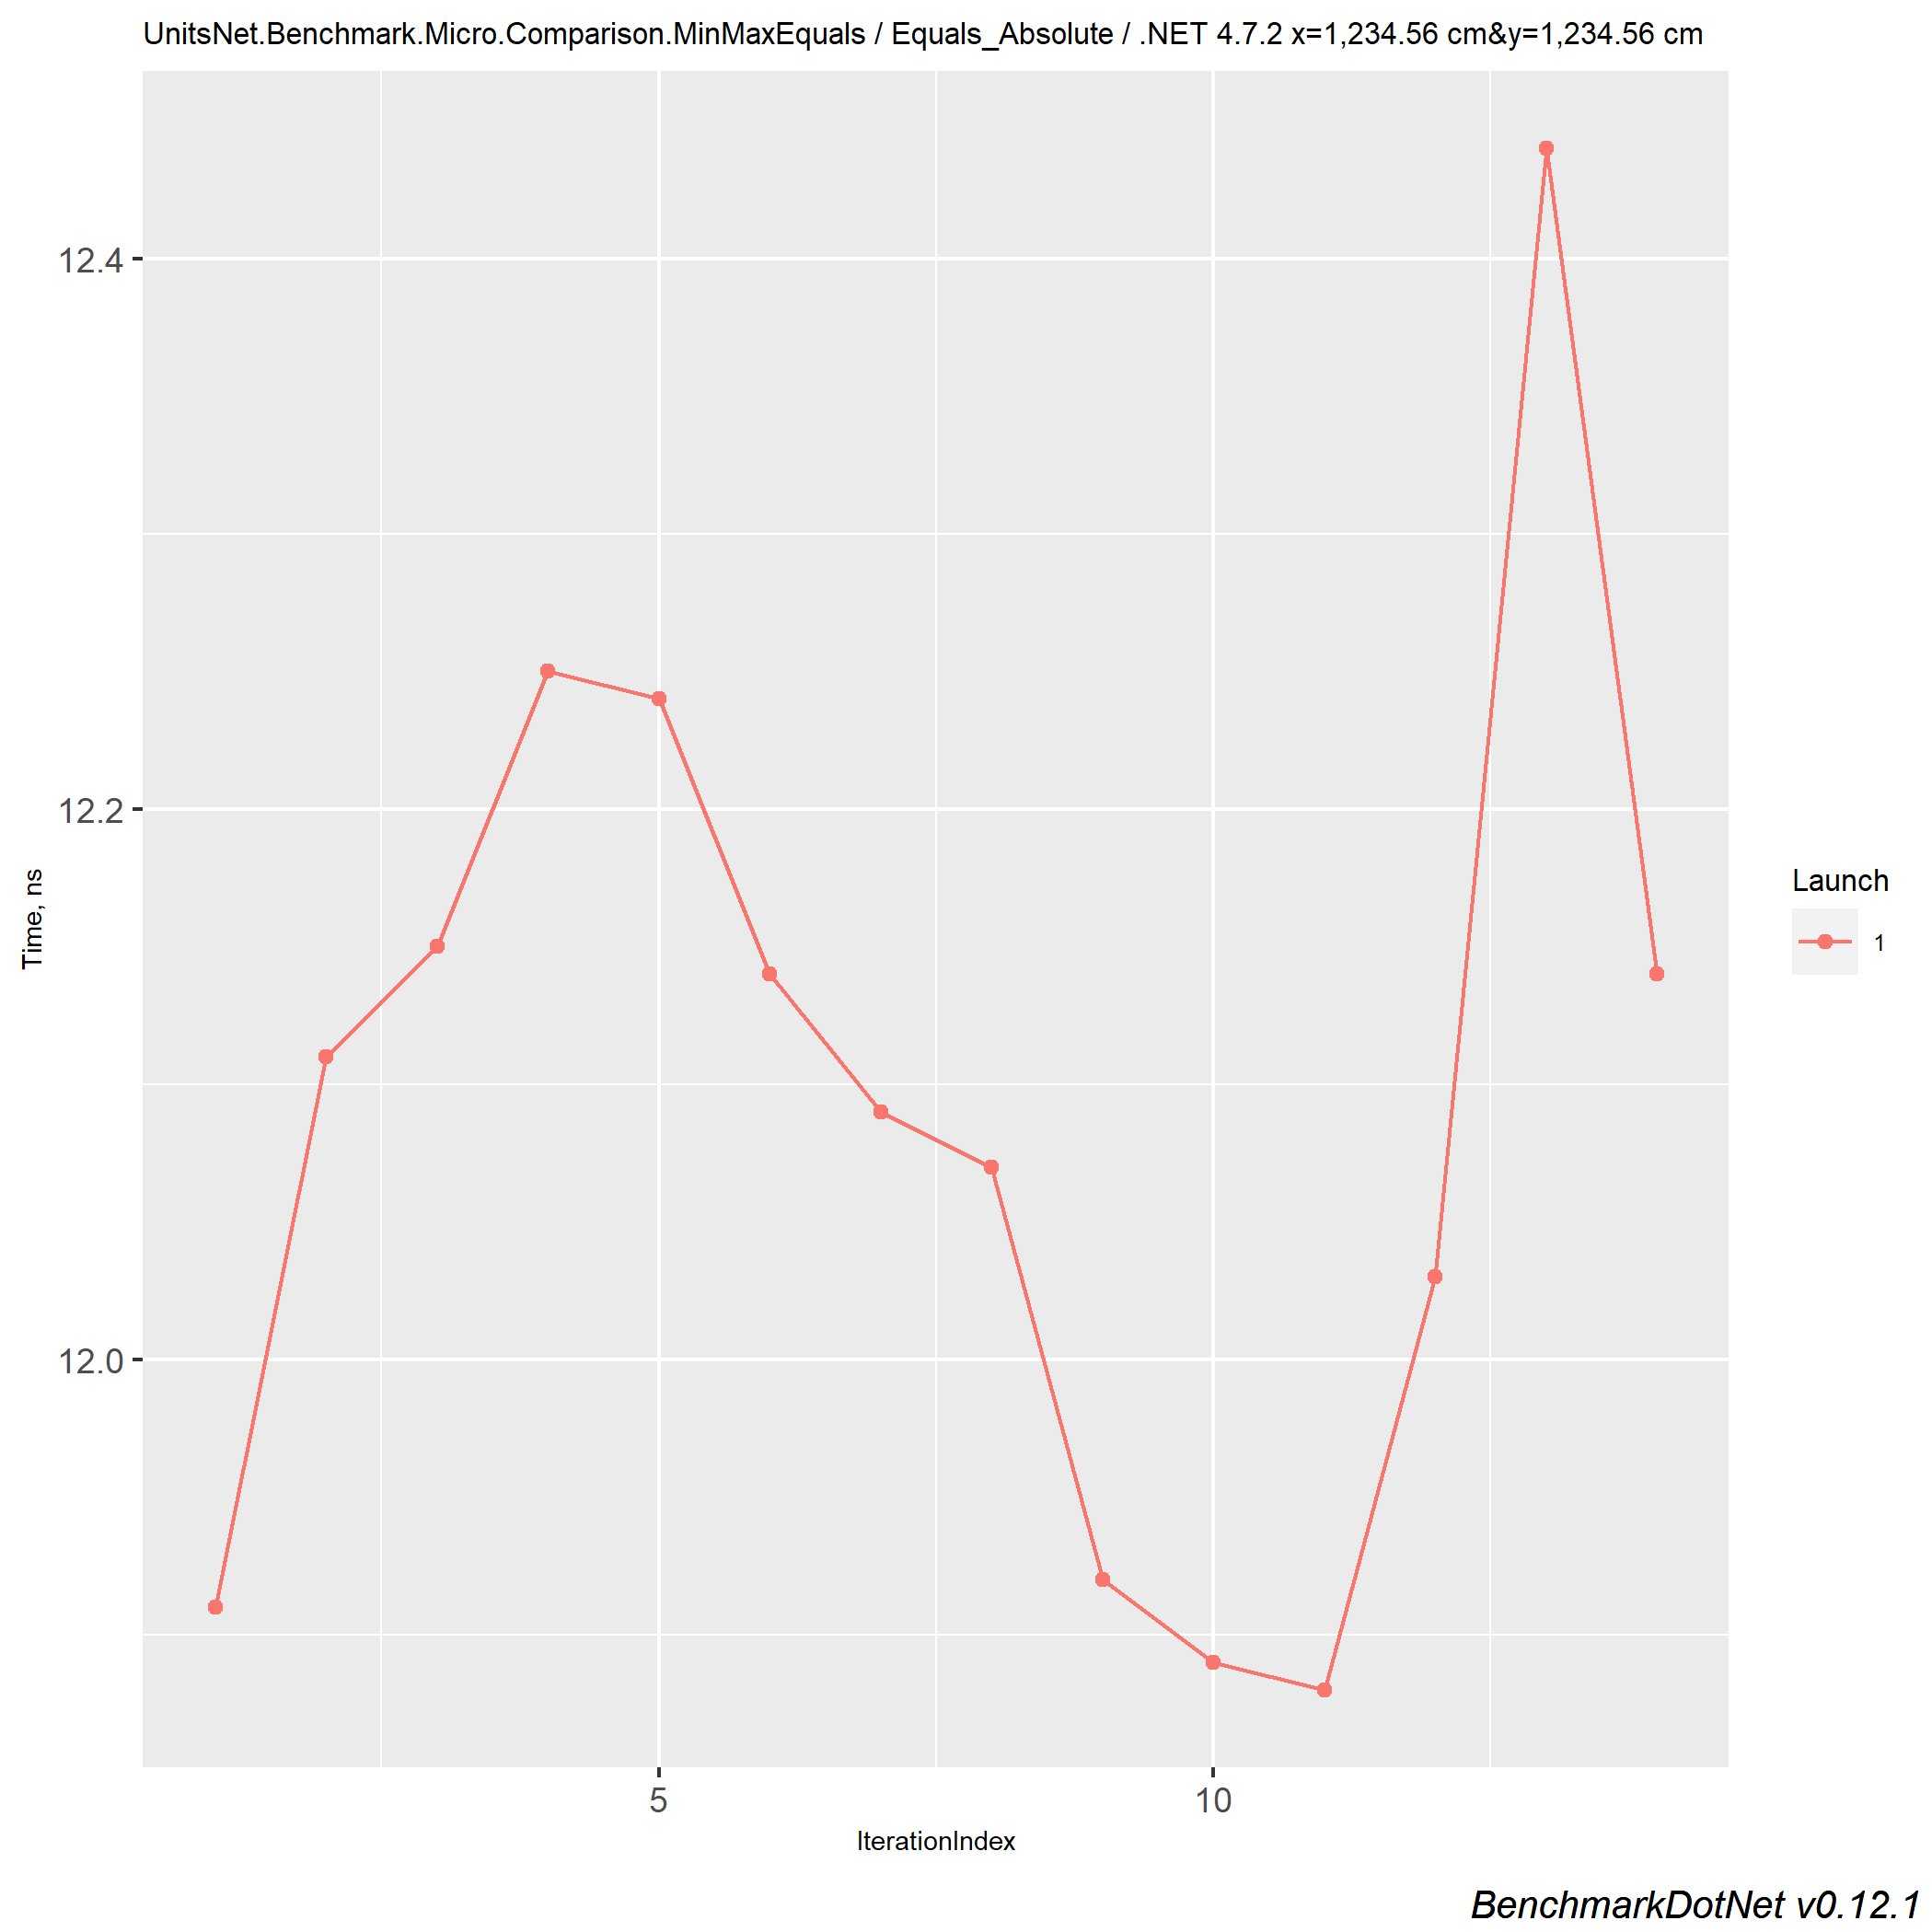 UnitsNet.Benchmark.Micro.Comparison.MinMaxEquals / Equals_Absolute / .NET 4.7.2 x=1,234.56 cm&y=1,234.56 cm
12.4
12.2
12.0
Time, ns
5
10
IterationIndex
Launch
1
BenchmarkDotNet v0.12.1